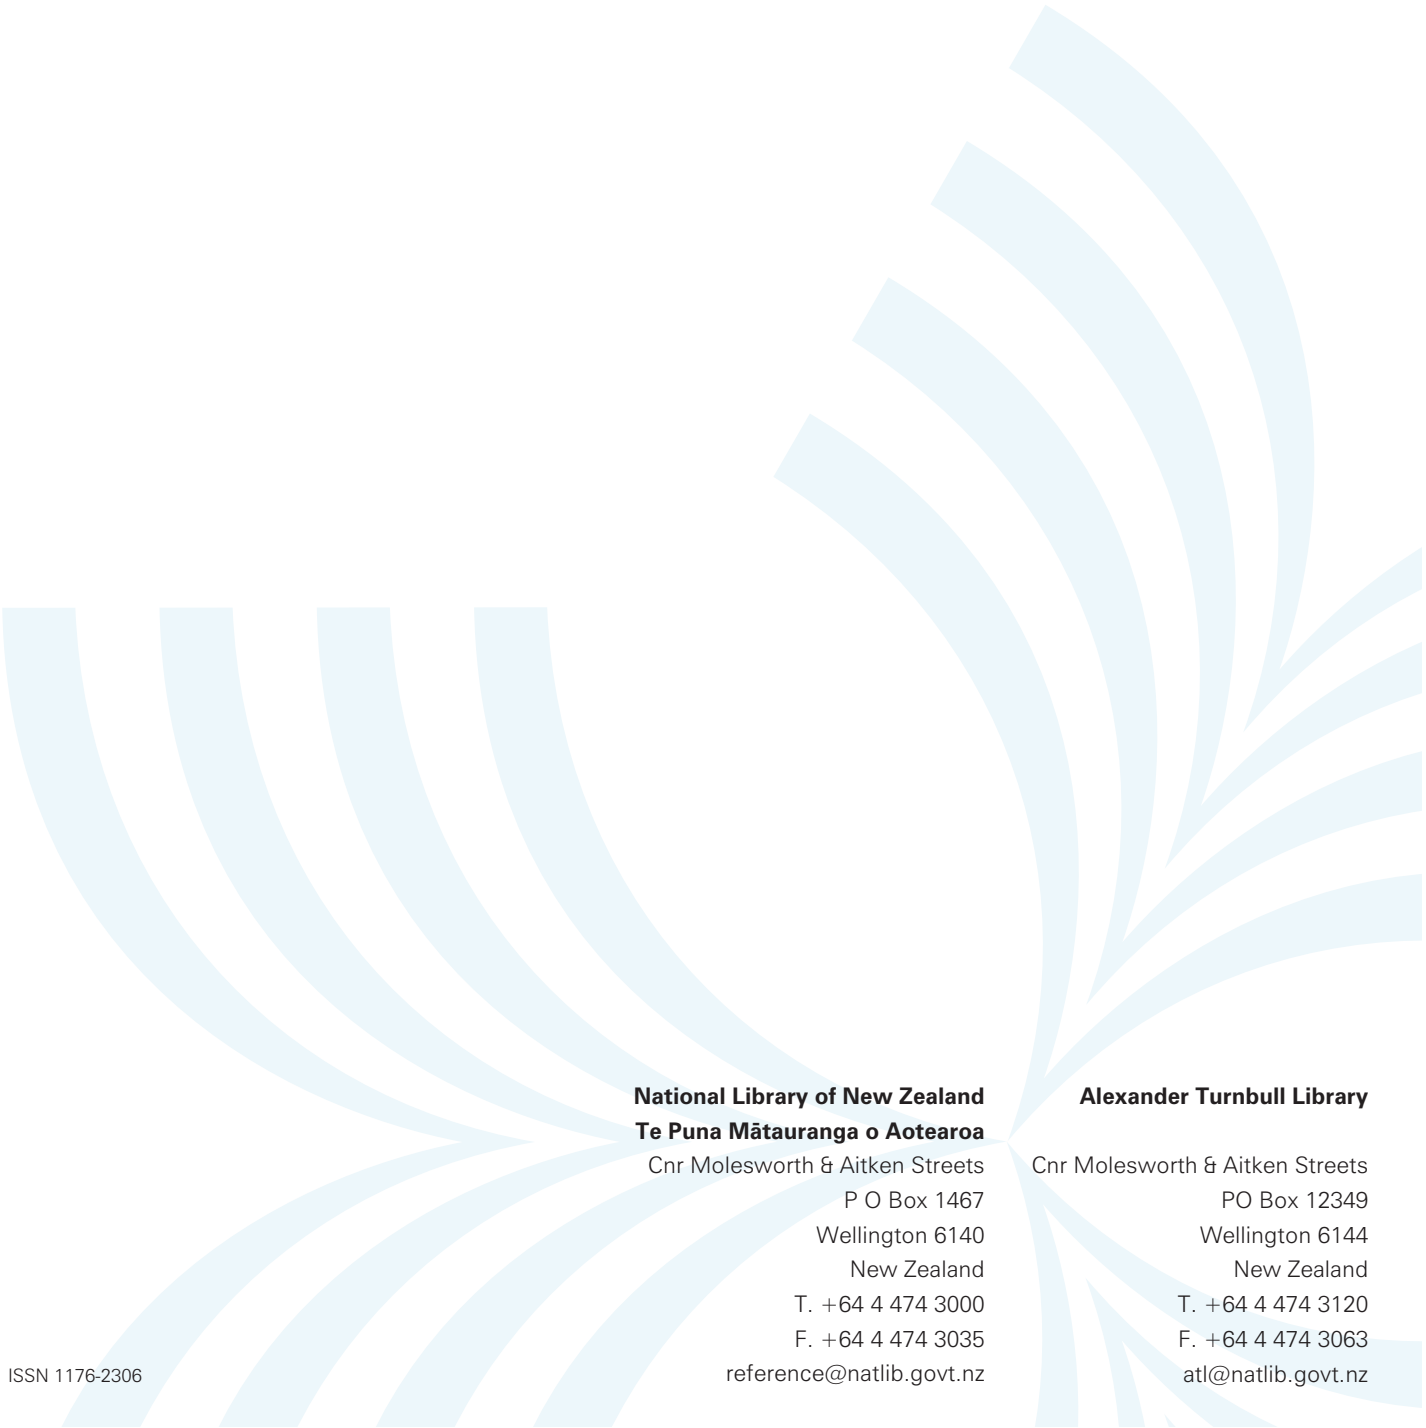 National Library of New Zealand
Te Puna Mātauranga o Aotearoa
Cnr Molesworth & Aitken Streets
P O Box 1467
Wellington 6140
New Zealand
T. +64 4 474 3000
F. +64 4 474 3035
reference@natlib.govt.nz
Alexander Turnbull Library
Cnr Molesworth & Aitken Streets
PO Box 12349
Wellington 6144
New Zealand
T. +64 4 474 3120
F. +64 4 474 3063
atl@natlib.govt.nz
ISSN 1176-2306